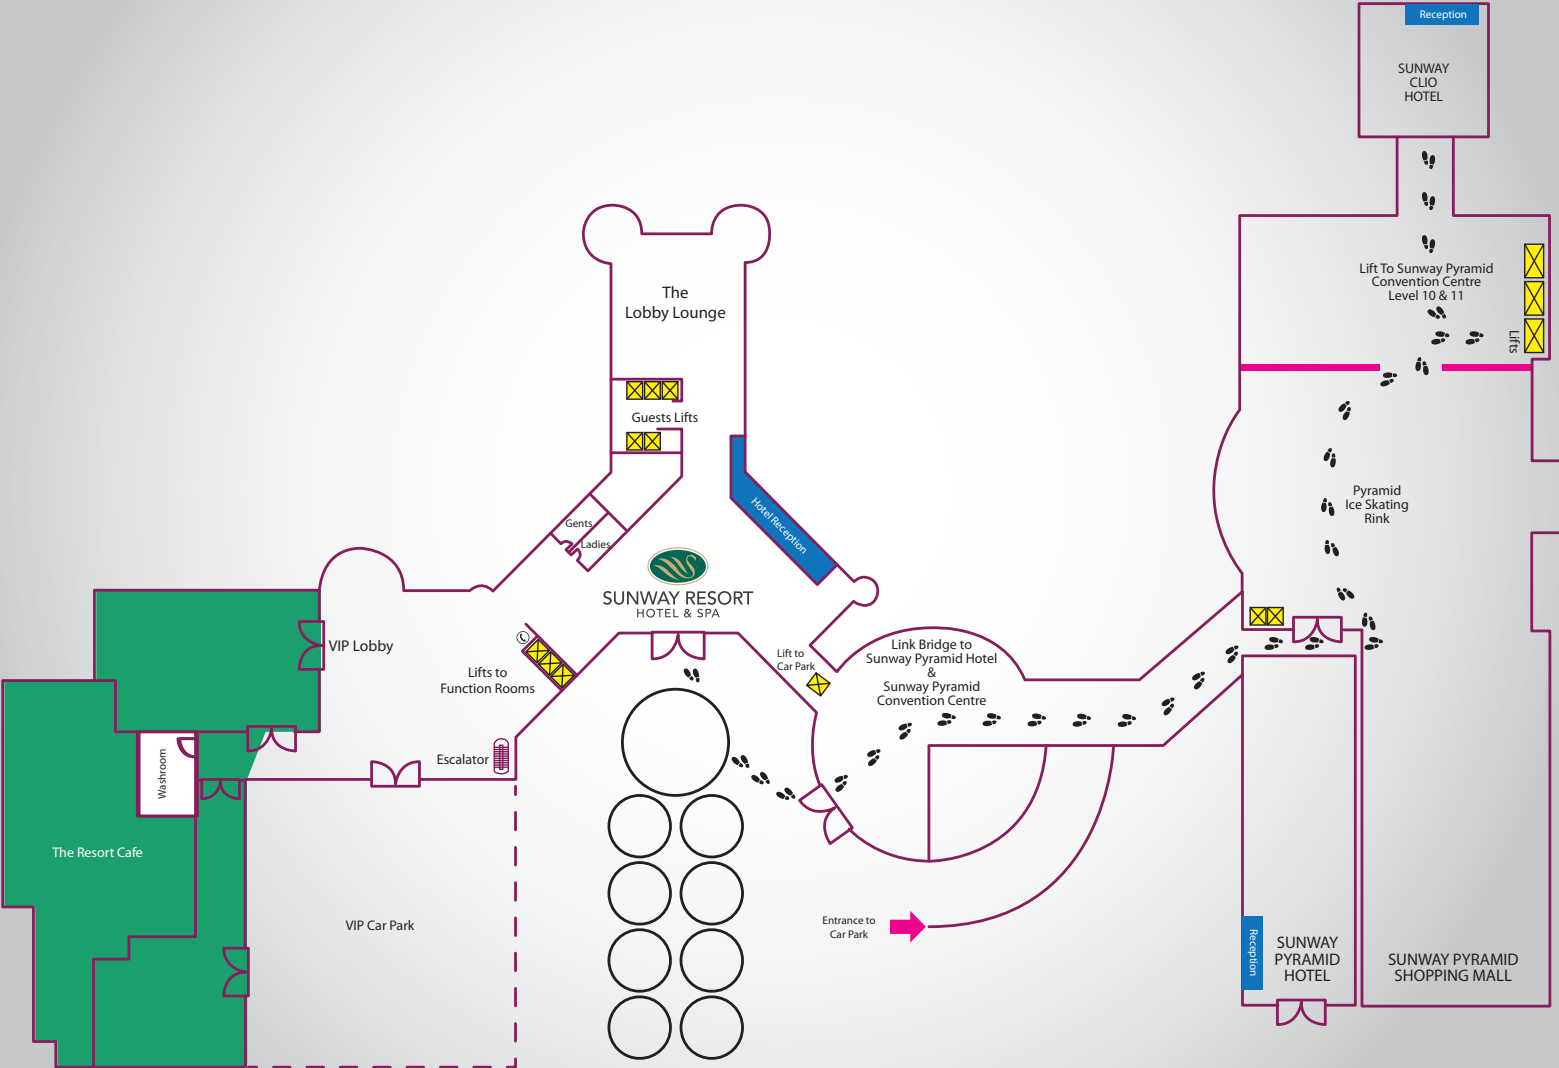 Reception
SUNWAY
CLIO
HOTEL
Lift To Sunway Pyramid
Convention Centre
Level 10 & 11
Lifts
The
Lobby Lounge
Guests Lifts
Hotel Reception
Gents
Ladies
Pyramid
Ice Skating
Rink
SUNWAY RESORT
HOTEL & SPA
VIP Lobby
Lifts to
Function Rooms
Lift to
Car Park
Link Bridge to
Sunway Pyramid Hotel
&
Sunway Pyramid
Convention Centre
Escalator
Washroom
The Resort Cafe
VIP Car Park
Entrance to
Car Park
Reception
SUNWAY
PYRAMID
HOTEL
SUNWAY PYRAMID
SHOPPING MALL